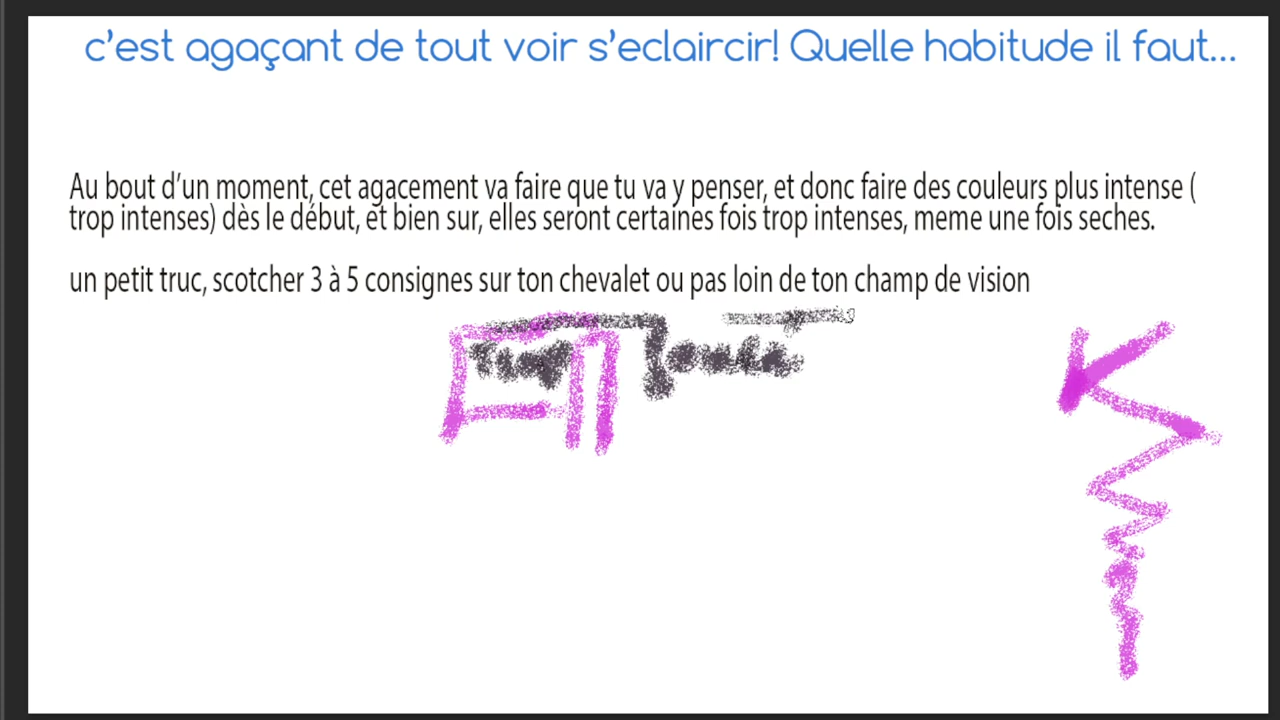 c'est agaçant de tout voir s'eclaircir! Quelle habitude il faut...
Au bout d'un moment, cet agacement va faire que tu va y penser, et donc faire des couleurs plus intense (
trop intenses) dès le début, et bien sur, elles seront certaines fois trop intenses, meme une fois seches.
un petit truc, scotcher 3 à 5 consignes sur ton chevalet ou pas loin de ton champ de vision
Trop